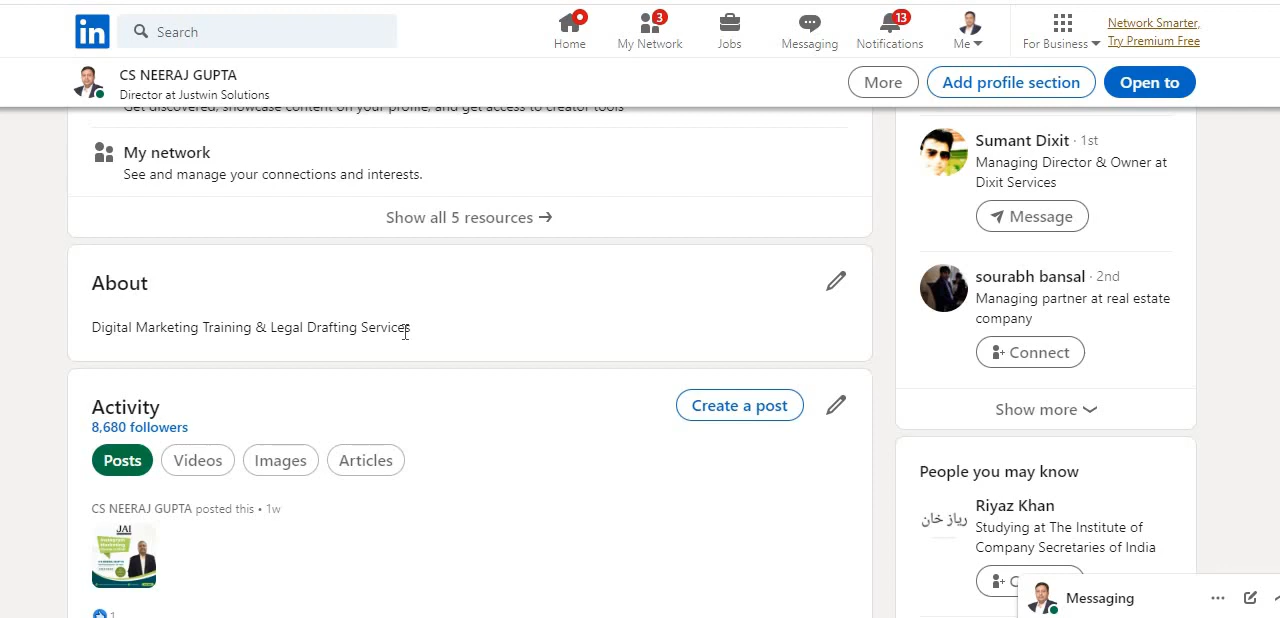 in
Search
Home
3
My Network
Jobs
Messaging
13
Notifications
Me
For Business
Network Smarter,
Try Premium Free
CS NEERAJ GUPTA
Director at Justwin Solutions
More
Add profile section
Open to
Get discovered, showcase content on your profile, and get access to creator tools
My network
See and manage your connections and interests.
Show all 5 resources
About
Digital Marketing Training & Legal Drafting Services
Activity
8,680 followers
Create a post
Posts
Videos
Images
Articles
CS NEERAJ GUPTA posted this • 1w
JAI
1
Sumant Dixit · 1st
Managing Director & Owner at
Dixit Services
Message
sourabh bansal · 2nd
Managing partner at real estate
company
Connect
Show more
People you may know
رياز خان
Riyaz Khan
Studying at The Institute of
Company Secretaries of India
Messaging